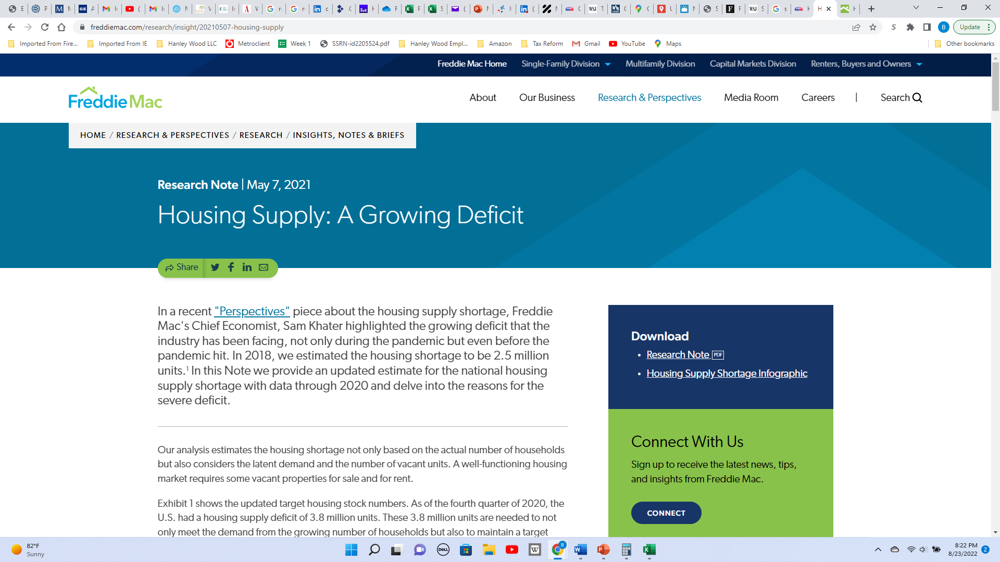 freddiemac.com/research/insight/20210507-housing-supply
Update
Imported From Fire...
Imported From IE
Hanley Wood LLC
Metroclient
Week 1
SSRN-id2205524.pdf
Hanley Wood Empl...
Amazon
Tax Reform
Gmail
YouTube
Maps
Other bookmarks
Freddie Mac Home
Single-Family Division
Multifamily Division
Capital Markets Division
Renters, Buyers and Owners
Freddie Mac
About
Our Business
Research & Perspectives
Media Room
Careers
Search
HOME / RESEARCH & PERSPECTIVES / RESEARCH / INSIGHTS, NOTES & BRIEFS
Research Note | May 7, 2021
Housing Supply: A Growing Deficit
Share
In a recent "Perspectives" piece about the housing supply shortage, Freddie
Mac's Chief Economist, Sam Khater highlighted the growing deficit that the
industry has been facing, not only during the pandemic but even before the
pandemic hit. In 2018, we estimated the housing shortage to be 2.5 million
units.¹ In this Note we provide an updated estimate for the national housing
supply shortage with data through 2020 and delve into the reasons for the
severe deficit.
Our analysis estimates the housing shortage not only based on the actual number of households
but also considers the latent demand and the number of vacant units. A well-functioning housing
market requires some vacant properties for sale and for rent.
Exhibit 1 shows the updated target housing stock numbers. As of the fourth quarter of 2020, the
U.S. had a housing supply deficit of 3.8 million units. These 3.8 million units are needed to not
only meet the demand from the growing number of households but also to maintain a target
Download
• Research Note PDF
• Housing Supply Shortage Infographic
Connect With Us
Sign up to receive the latest news, tips,
and insights from Freddie Mac.
CONNECT
82°F
Sunny
8:22 PM
8/23/2022
2